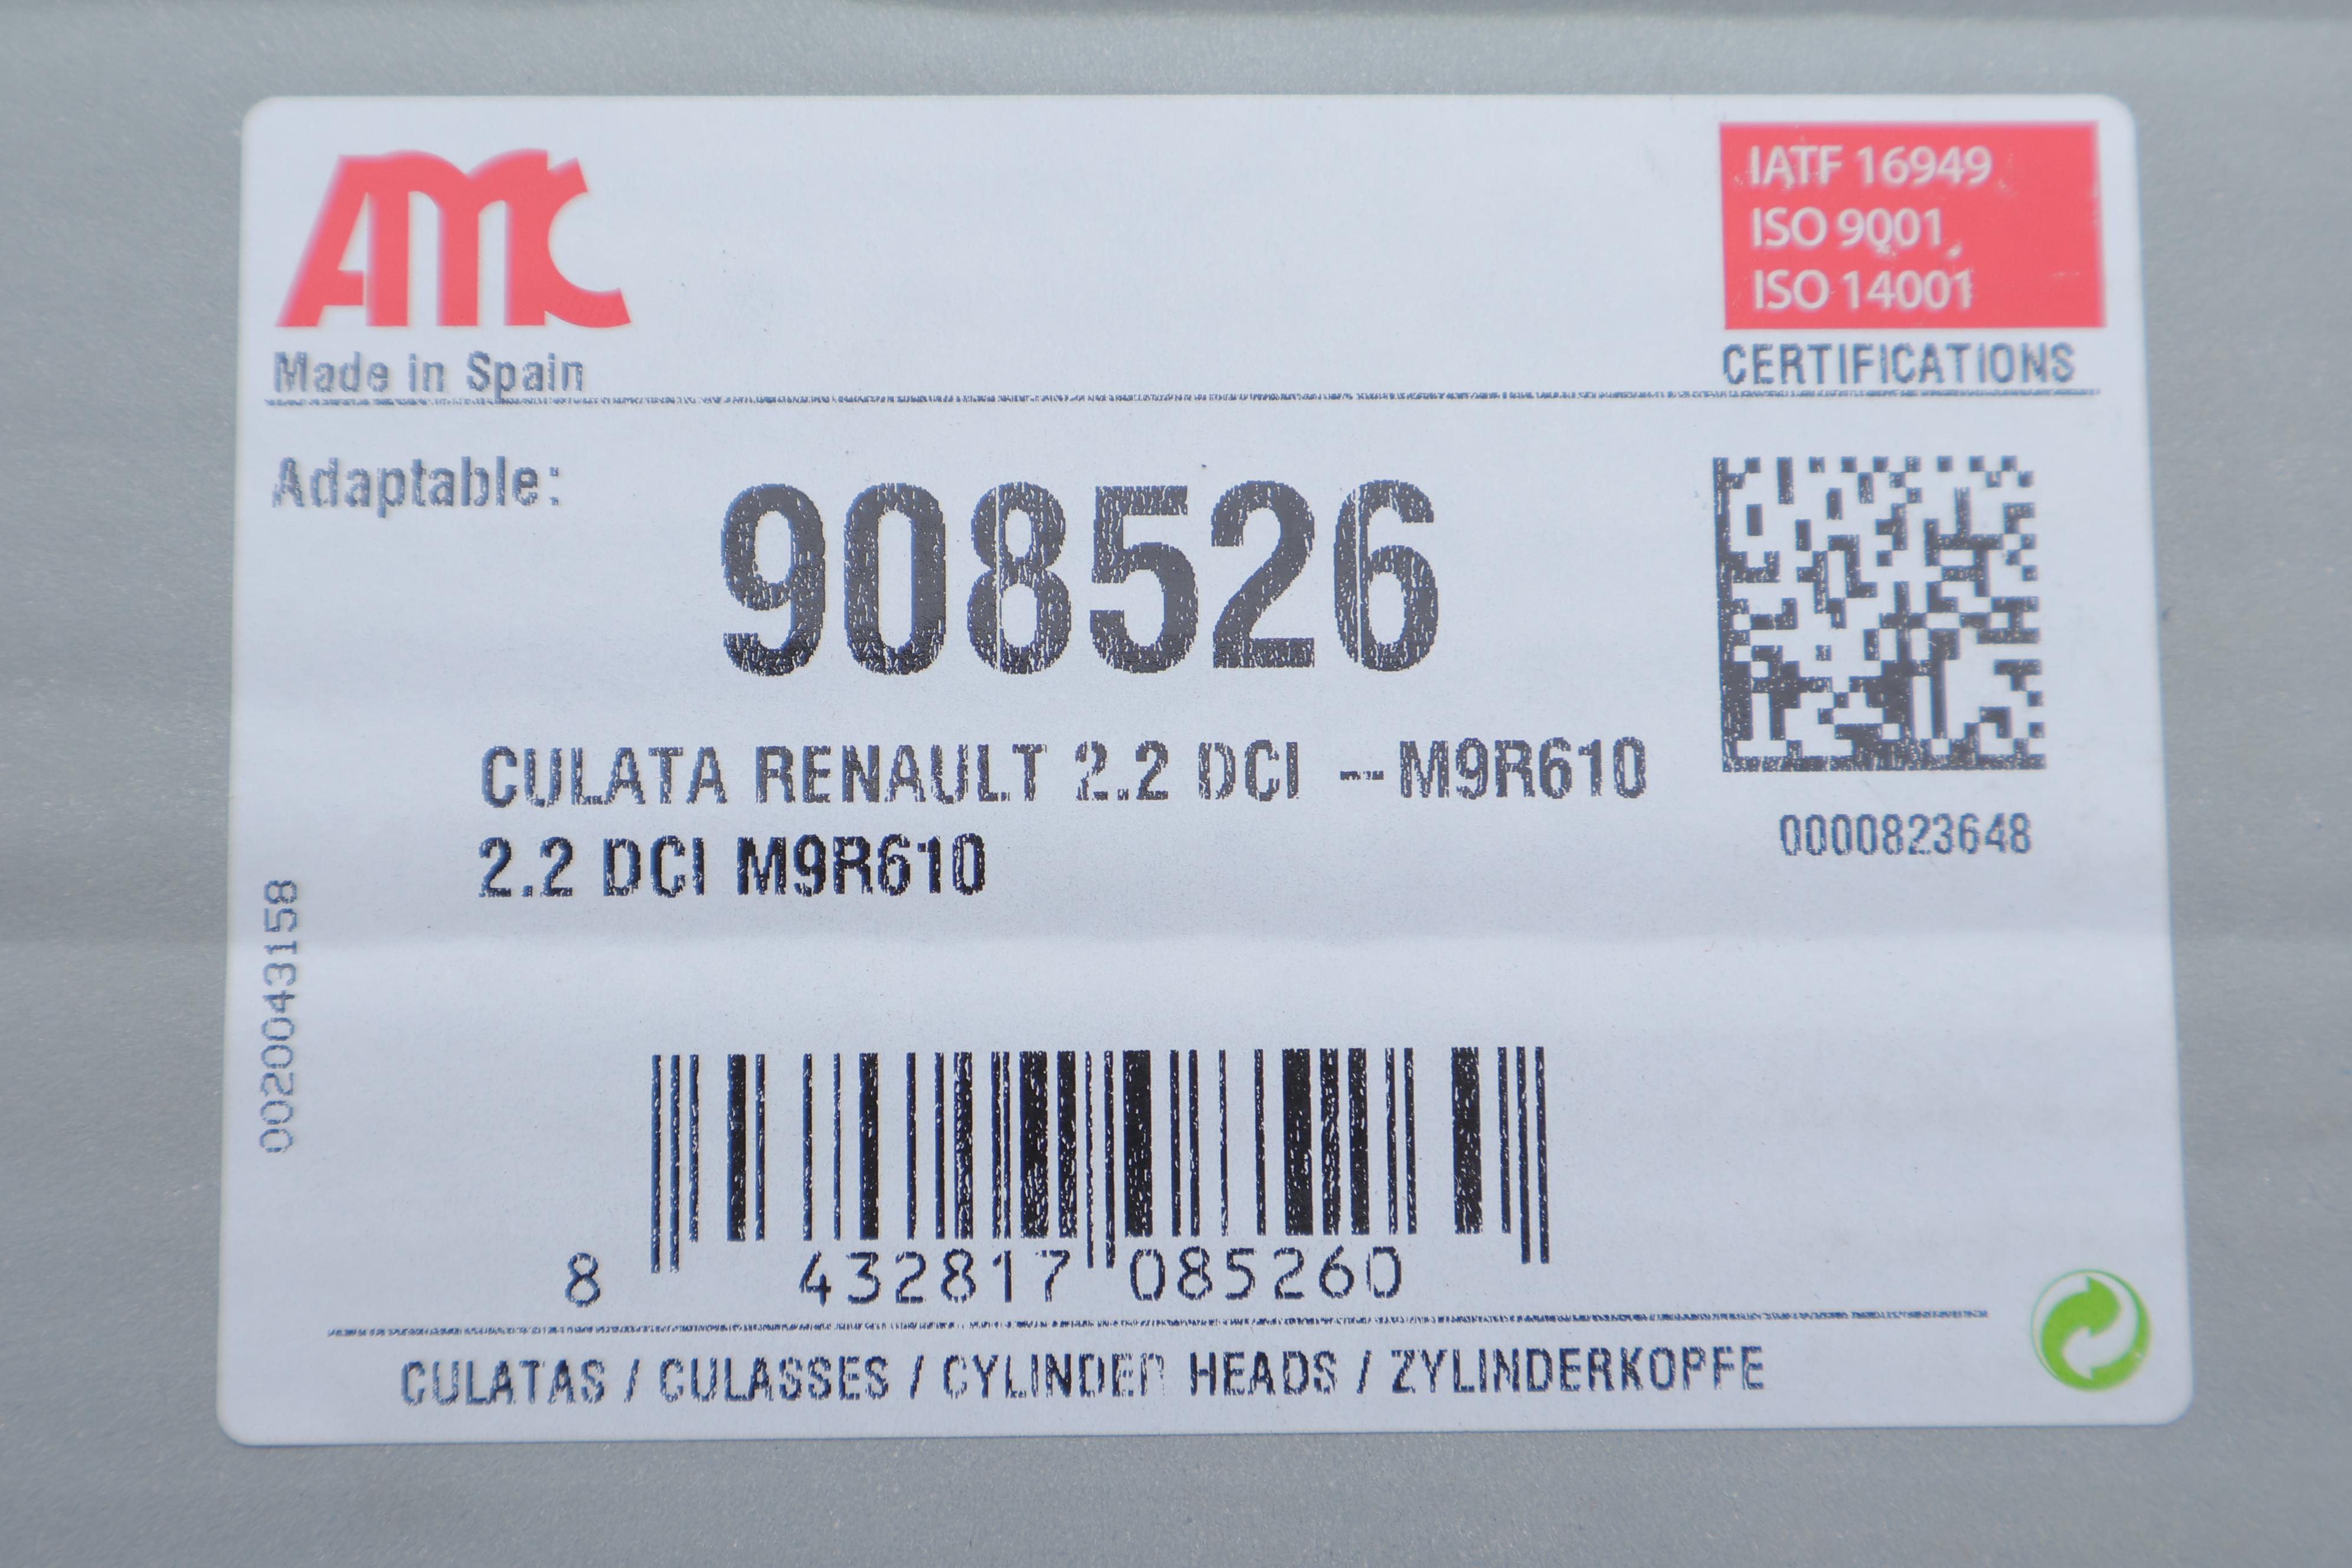 AMC
IATF 16949
ISO 9001
ISO 14001
Made in Spain
CERTIFICATIONS
Adaptable:
908526
CULATA RENAULT 2.2 DCI --M9R610
2.2 DCI M9R610
0000823648
0020043158
8 432817 085260
CULATAS / CULASSES / CYLINDER HEADS / ZYLINDERKOPFE